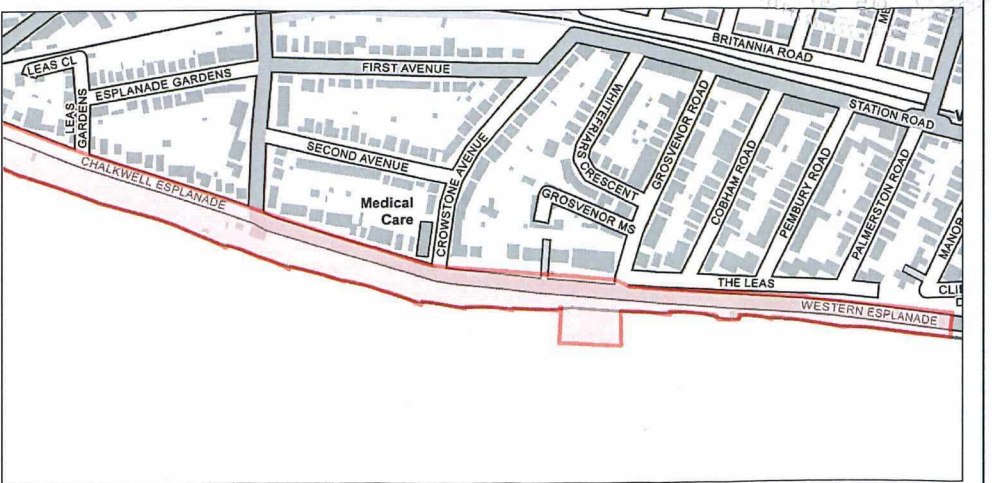 BRITANNIA ROAD
LEAS CL
FIRST AVENUE
ESPLANADE GARDENS
LEAS
GARDENS
STATION ROAD
WHITEFRIARS
CRESCENT
GROSVENOR ROAD
COBHAM ROAD
PEMBURY ROAD
PALMERSTON ROAD
MANOR
SECOND AVENUE
CROWSTONE AVENUE
CHALKWELL ESPLANADE
Medical
Care
GROSVENOR MS
THE LEAS
WESTERN ESPLANADE